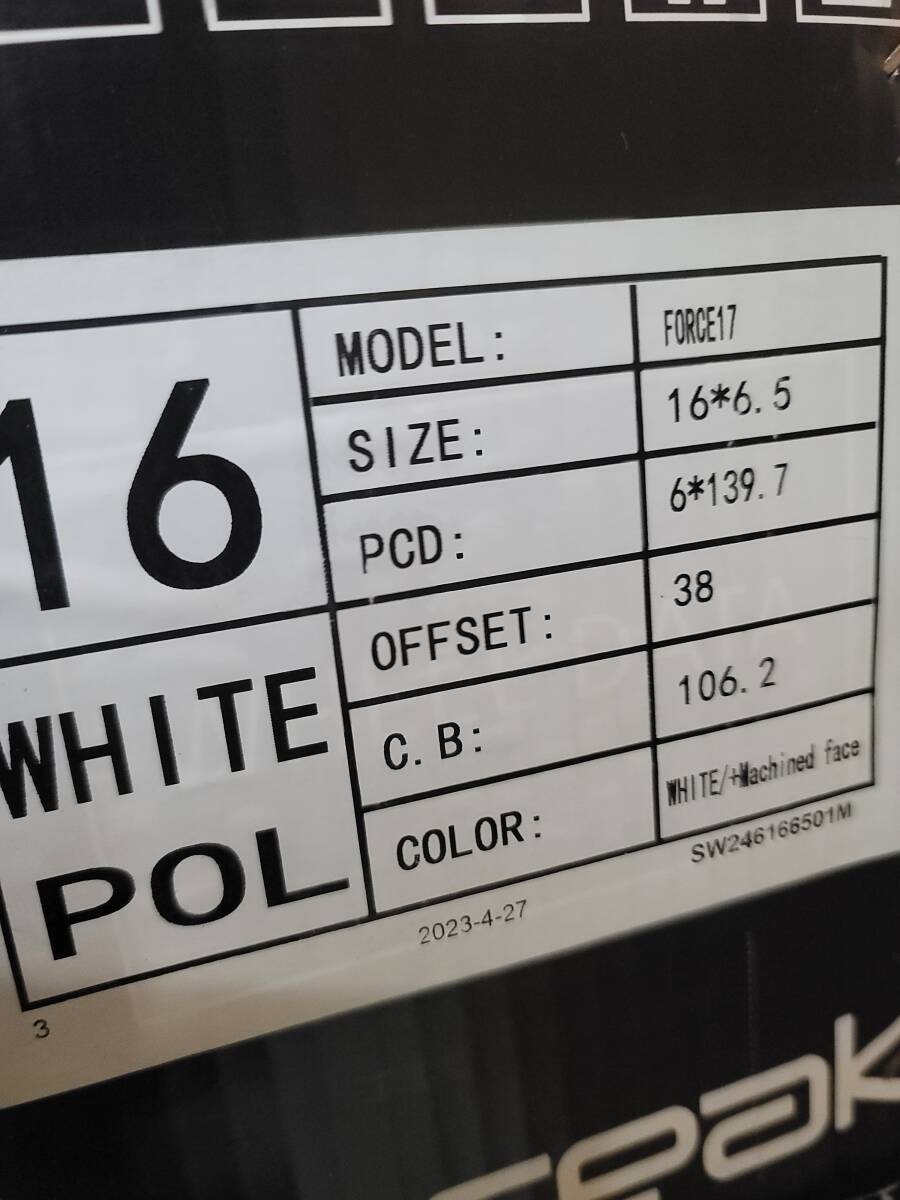 16
WHITE
POL
MODEL: FORCE17
SIZE: 16*6.5
PCD: 6*139.7
OFFSET: 38
C.B: 106.2
COLOR: WHITE/+Machined face
SW246166501M
2023-4-27
3